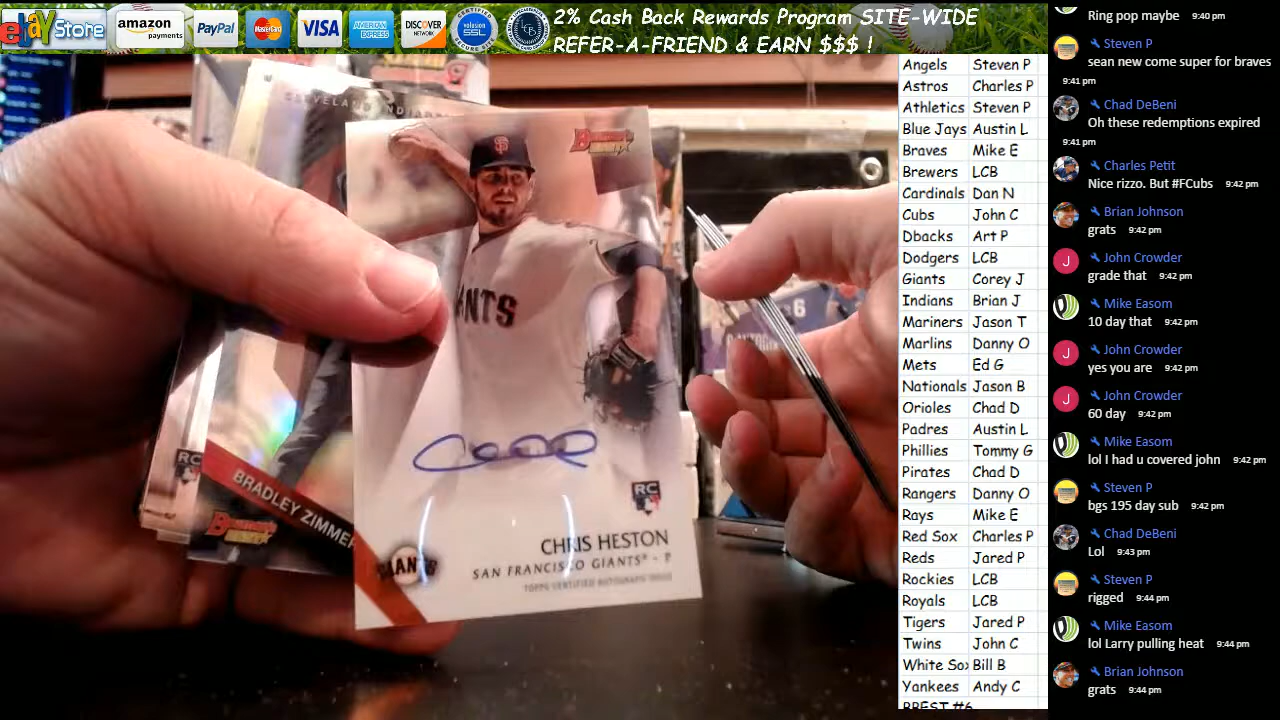 ebay Store
amazon
payments
PayPal
MasterCard
VISA
AMERICAN
EXPRESS
DISCOVER
NETWORK
SSL
LCB
2% Cash Back Rewards Program SITE-WIDE
REFER-A-FRIEND & EARN $$$ !
CLEVELAND INDIANS
GIANTS
RC
BRADLEY ZIMMER
RC
CHRIS HESTON
SAN FRANCISCO GIANTS® - P
TOPPS CERTIFIED AUTOGRAPH ISSUE
GIANTS
Angels Steven P
Astros Charles P
Athletics Steven P
Blue Jays Austin L
Braves Mike E
Brewers LCB
Cardinals Dan N
Cubs John C
Dbacks Art P
Dodgers LCB
Giants Corey J
Indians Brian J
Mariners Jason T
Marlins Danny O
Mets Ed G
Nationals Jason B
Orioles Chad D
Padres Austin L
Phillies Tommy G
Pirates Chad D
Rangers Danny O
Rays Mike E
Red Sox Charles P
Reds Jared P
Rockies LCB
Royals LCB
Tigers Jared P
Twins John C
White Sox Bill B
Yankees Andy C
BBEST #6
Ring pop maybe 9:40 pm
Steven P
sean new come super for braves
9:41 pm
Chad DeBeni
Oh these redemptions expired
9:41 pm
Charles Petit
Nice rizzo. But #FCubs 9:42 pm
Brian Johnson
grats 9:42 pm
J John Crowder
grade that 9:42 pm
Mike Easom
10 day that 9:42 pm
J John Crowder
yes you are 9:42 pm
J John Crowder
60 day 9:42 pm
Mike Easom
lol I had u covered john 9:42 pm
Steven P
bgs 195 day sub 9:42 pm
Chad DeBeni
Lol 9:43 pm
Steven P
rigged 9:44 pm
Mike Easom
lol Larry pulling heat 9:44 pm
Brian Johnson
grats 9:44 pm